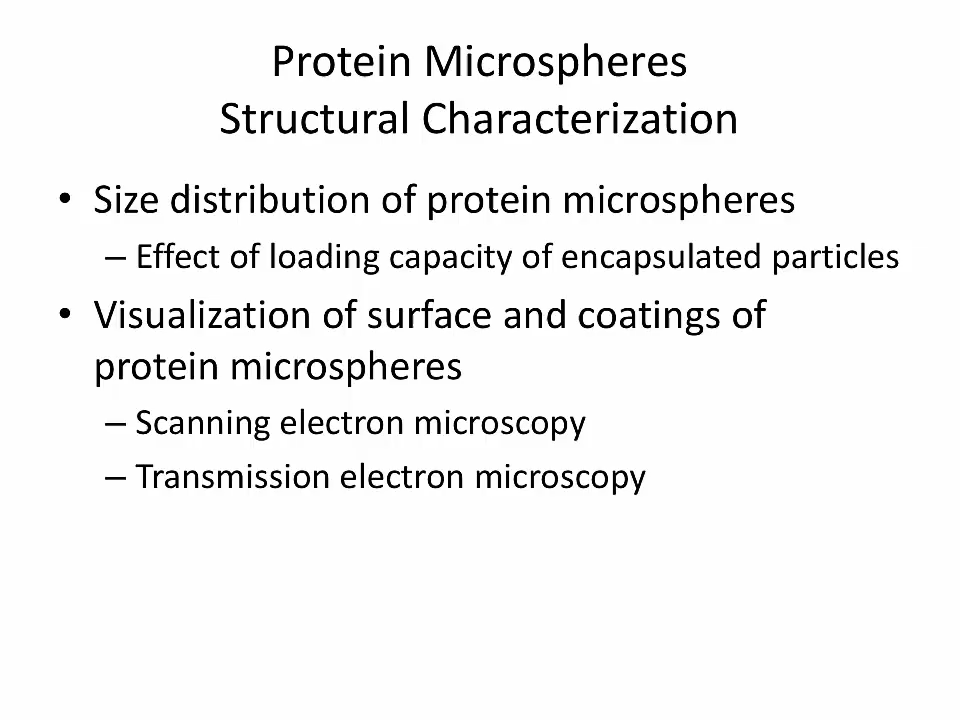 Protein Microspheres
Structural Characterization
• Size distribution of protein microspheres
– Effect of loading capacity of encapsulated particles
• Visualization of surface and coatings of
protein microspheres
– Scanning electron microscopy
– Transmission electron microscopy